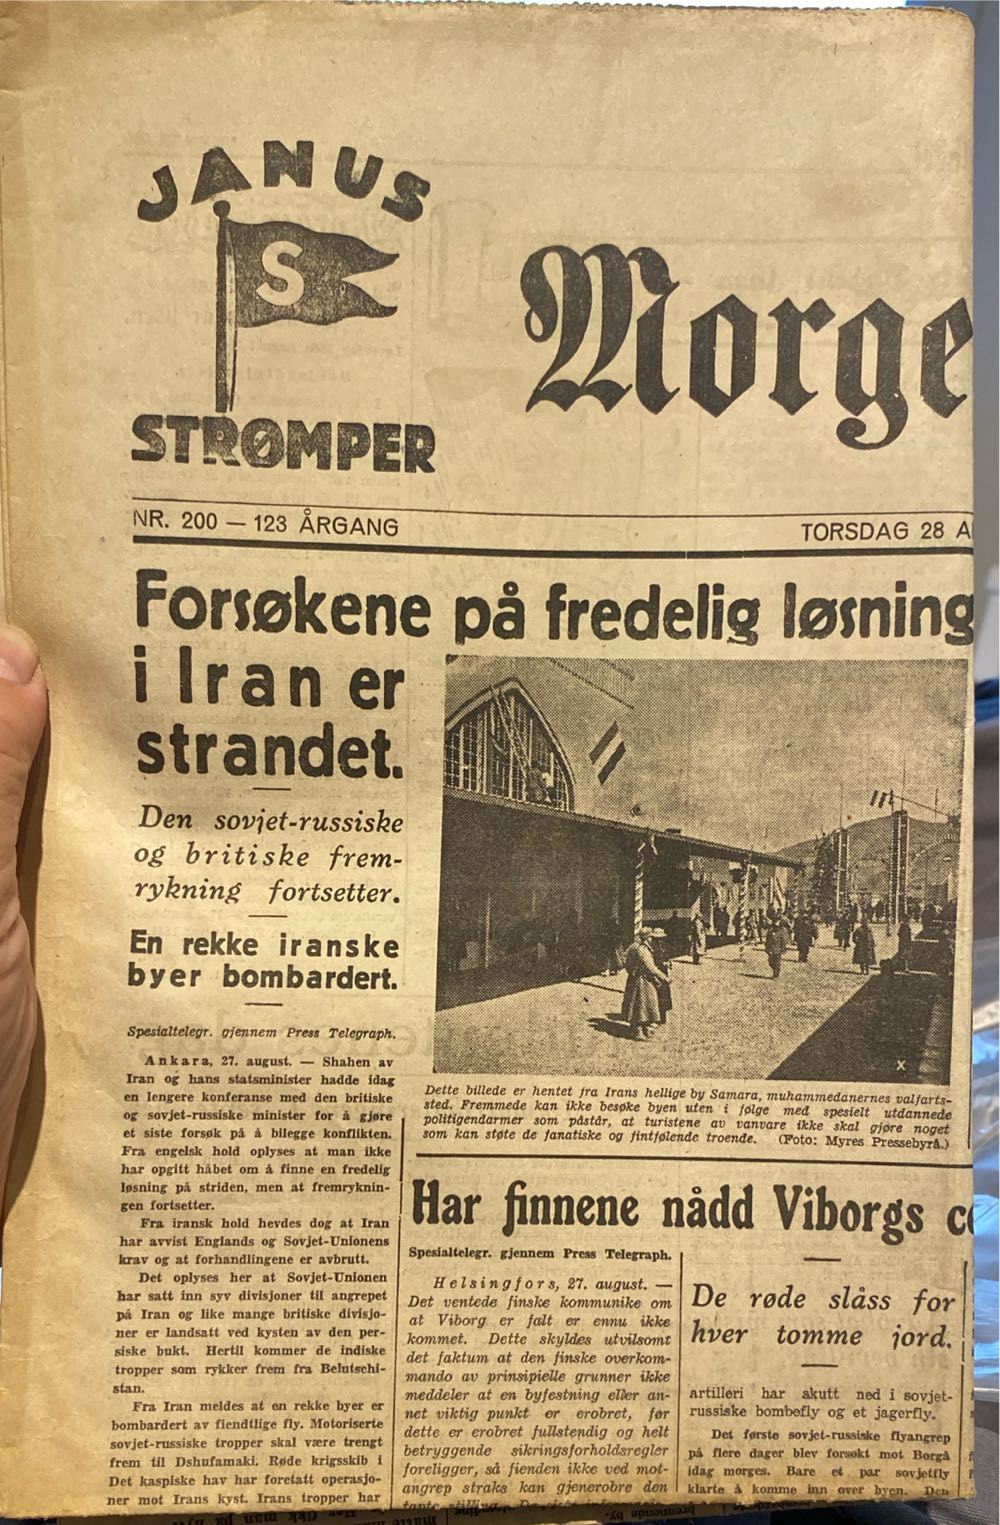 JANUS
S
STRØMPER
Morge
NR. 200 — 123 ÅRGANG
TORSDAG 28 A
Forsøkene på fredelig løsning
i Iran er
strandet.
Den sovjet-russiske
og britiske frem-
rykning fortsetter.
En rekke iranske
byer bombardert.
Spesialtelegr. gjennem Press Telegraph.
Ankara, 27. august. — Shahen av
Iran og hans statsminister hadde idag
en lengere konferanse med den britiske
og sovjet-russiske minister for å gjøre
et siste forsøk på å bilegge konflikten.
Fra engelsk hold oplyses at man ikke
har opgitt håbet om å finne en fredelig
løsning på striden, men at fremryknin-
gen fortsetter.
Fra iransk hold hevdes dog at Iran
har avvist Englands og Sovjet-Unionens
krav og at forhandlingene er avbrutt.
Det oplyses her at Sovjet-Unionen
har satt inn syv divisjoner til angrepet
på Iran og like mange britiske divisjo-
ner er landsatt ved kysten av den per-
siske bukt. Hertil kommer de indiske
tropper som rykker frem fra Belutschi-
stan.
Fra Iran meldes at en rekke byer er
bombardert av fiendtlige fly. Motoriserte
sovjet-russiske tropper skal være trengt
frem til Dshufamaki. Røde krigsskib i
Det kaspiske hav har foretatt operasjo-
ner mot Irans kyst. Irans tropper har
x
Dette billede er hentet fra Irans hellige by Samara, muhammedanernes valfarts-
sted. Fremmede kan ikke besøke byen uten i følge med spesielt utdannede
politigendarmer som påstår, at turistene av vanvare ikke skal gjøre noget
som kan støte de fanatiske og fintfølende troende. (Foto: Myres Pressebyrå.)
Har finnene nådd Viborgs
Spesialtelegr. gjennem Press Telegraph.
Helsingfors, 27. august. —
Det ventede finske kommunike om
at Viborg er falt er ennu ikke
kommet. Dette skyldes utvilsomt
det faktum at den finske overkom-
mando av prinsipielle grunner ikke
meddeler at en byfestning eller an-
net viktig punkt er erobret, før
dette er erobret fullstendig og helt
betryggende sikringsforholdsregler
foreligger, så fienden ikke ved mot-
angrep straks kan gjenerobre den
De røde slåss for
hver tomme jord.
artilleri har skutt ned i sovjet-
russiske bombefly og et jagerfly.
Det første sovjet-russiske flyangrep
på flere dager blev forsøkt mot Borgå
idag morges. Bare et par sovjetfly
klarte å komme inn over byen. Den